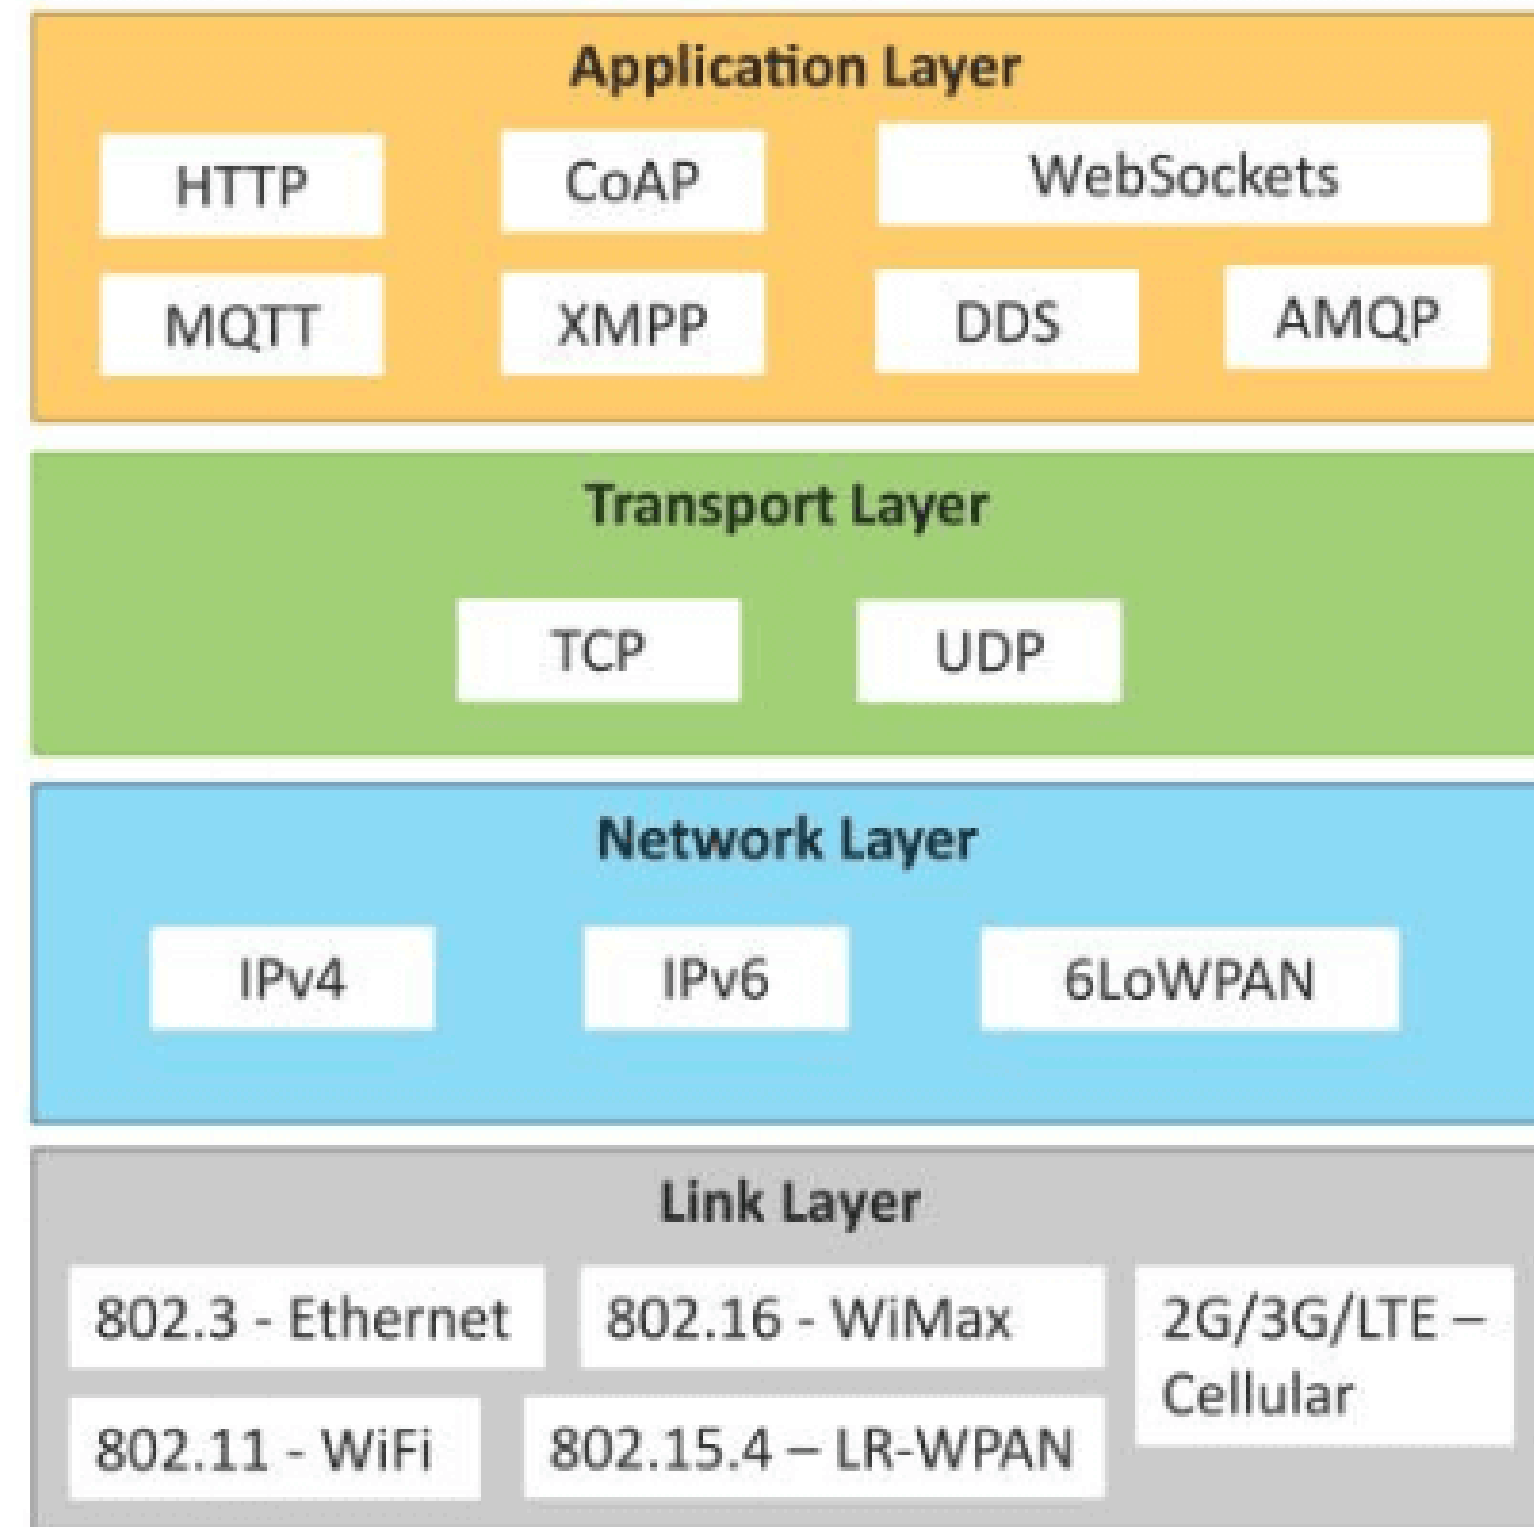 Application Layer
HTTP
CoAP
WebSockets
MQTT
XMPP
DDS
AMQP
Transport Layer
TCP
UDP
Network Layer
IPv4
IPv6
6LoWPAN
Link Layer
802.3 - Ethernet
802.16 - WiMax
2G/3G/LTE –
Cellular
802.11 - WiFi
802.15.4 – LR-WPAN